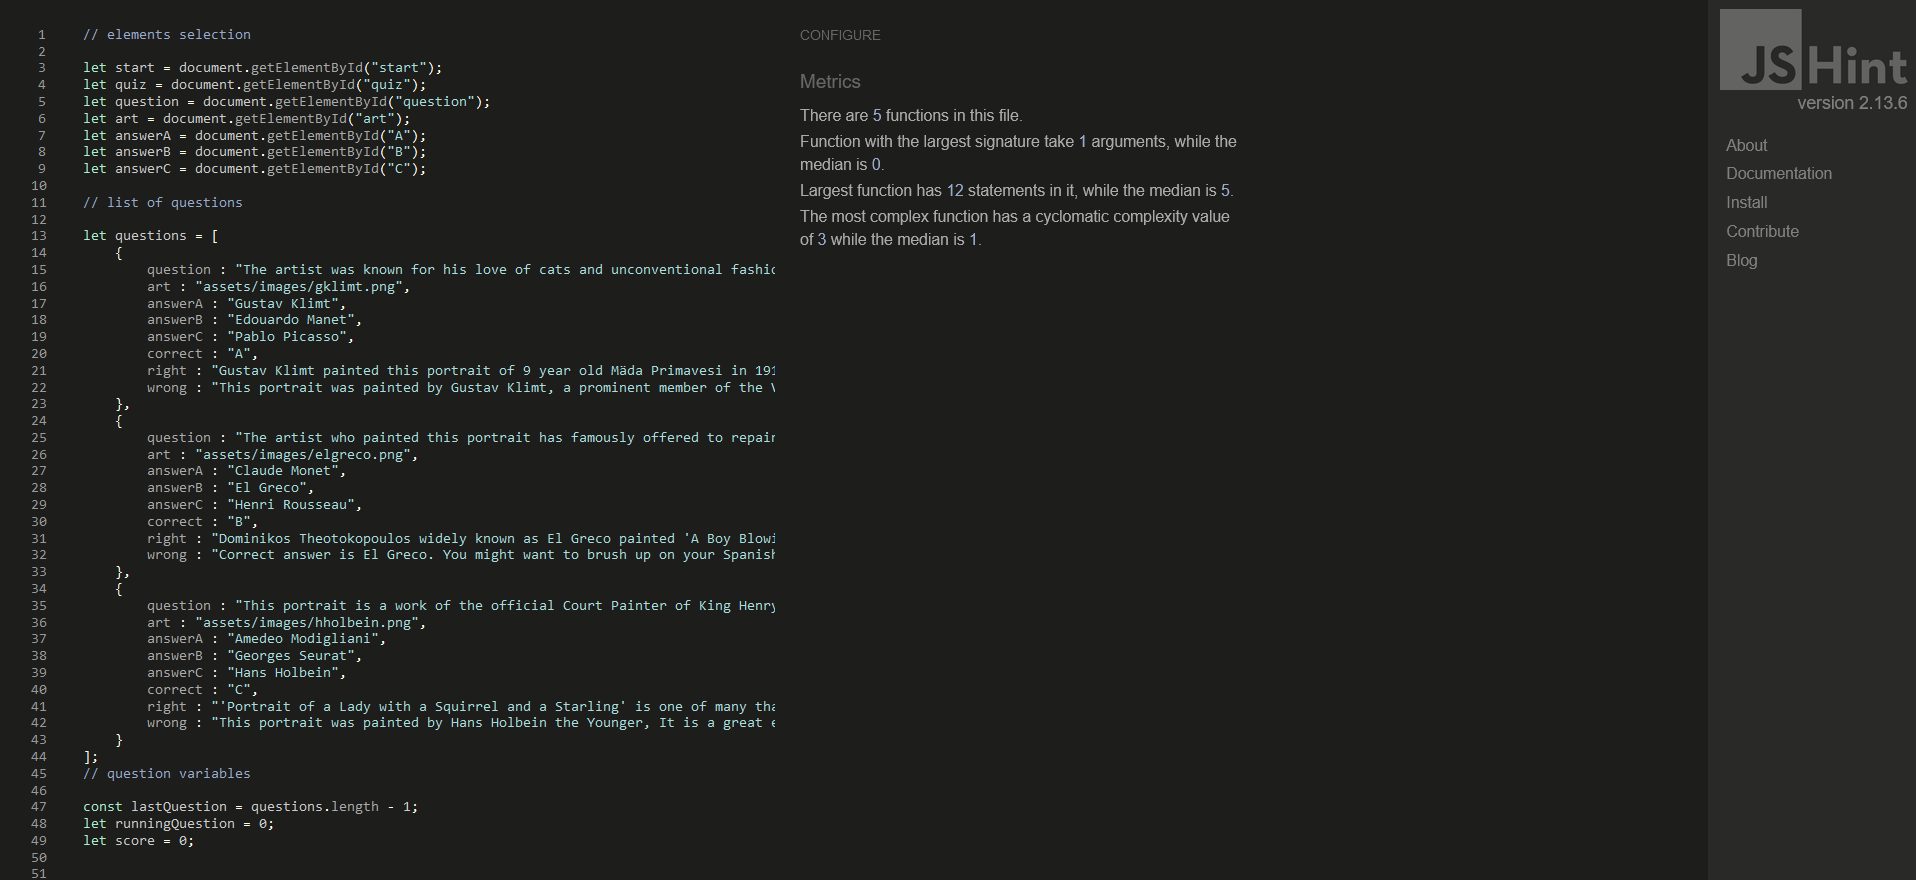 1 // elements selection
2
3 let start = document.getElementById("start");
4 let quiz = document.getElementById("quiz");
5 let question = document.getElementById("question");
6 let art = document.getElementById("art");
7 let answerA = document.getElementById("A");
8 let answerB = document.getElementById("B");
9 let answerC = document.getElementById("C");
10
11 // list of questions
12
13 let questions = [
14 {
15 question : "The artist was known for his love of cats and unconventional fashio
16 art : "assets/images/gklimt.png",
17 answerA : "Gustav Klimt",
18 answerB : "Edouardo Manet",
19 answerC : "Pablo Picasso",
20 correct : "A",
21 right : "Gustav Klimt painted this portrait of 9 year old Mäda Primavesi in 191
22 wrong : "This portrait was painted by Gustav Klimt, a prominent member of the
23 },
24 {
25 question : "The artist who painted this portrait has famously offered to repair
26 art : "assets/images/elgreco.png",
27 answerA : "Claude Monet",
28 answerB : "El Greco",
29 answerC : "Henri Rousseau",
30 correct : "B",
31 right : "Dominikos Theotokopoulos widely known as El Greco painted 'A Boy Blowi
32 wrong : "Correct answer is El Greco. You might want to brush up on your Spanish
33 },
34 {
35 question : "This portrait is a work of the official Court Painter of King Henry
36 art : "assets/images/hholbein.png",
37 answerA : "Amedeo Modigliani",
38 answerB : "Georges Seurat",
39 answerC : "Hans Holbein",
40 correct : "C",
41 right : "'Portrait of a Lady with a Squirrel and a Starling' is one of many tha
42 wrong : "This portrait was painted by Hans Holbein the Younger, It is a great
43 }
44 ];
45 // question variables
46
47 const lastQuestion = questions.length - 1;
48 let runningQuestion = 0;
49 let score = 0;
50
51
CONFIGURE
Metrics
There are 5 functions in this file.
Function with the largest signature take 1 arguments, while the
median is 0.
Largest function has 12 statements in it, while the median is 5.
The most complex function has a cyclomatic complexity value
of 3 while the median is 1.
JSHint
version 2.13.6
About
Documentation
Install
Contribute
Blog